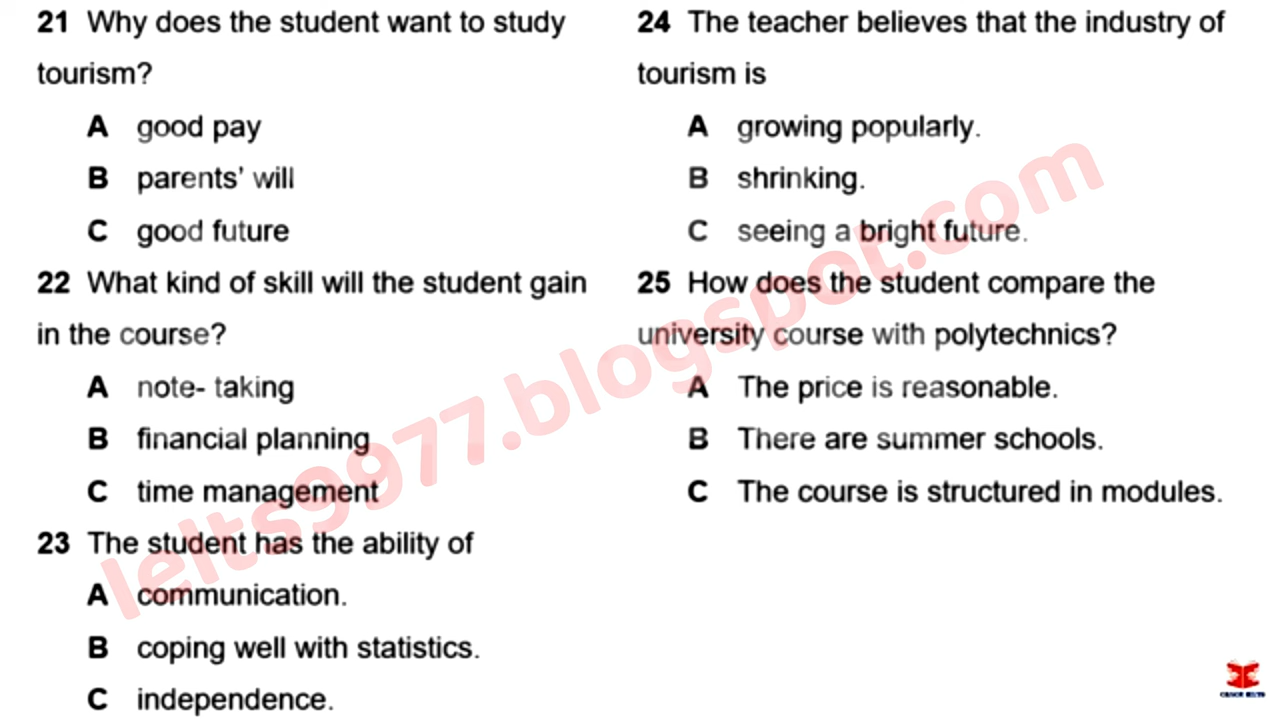 21 Why does the student want to study
tourism?
A good pay
B parents' will
C good future
22 What kind of skill will the student gain
in the course?
A note- taking
B financial planning
C time management
23 The student has the ability of
A communication.
B coping well with statistics.
C independence.
24 The teacher believes that the industry of
tourism is
A growing popularly.
B shrinking.
C seeing a bright future.
25 How does the student compare the
university course with polytechnics?
A The price is reasonable.
B There are summer schools.
C The course is structured in modules.
Ielts9977.blogspot.com